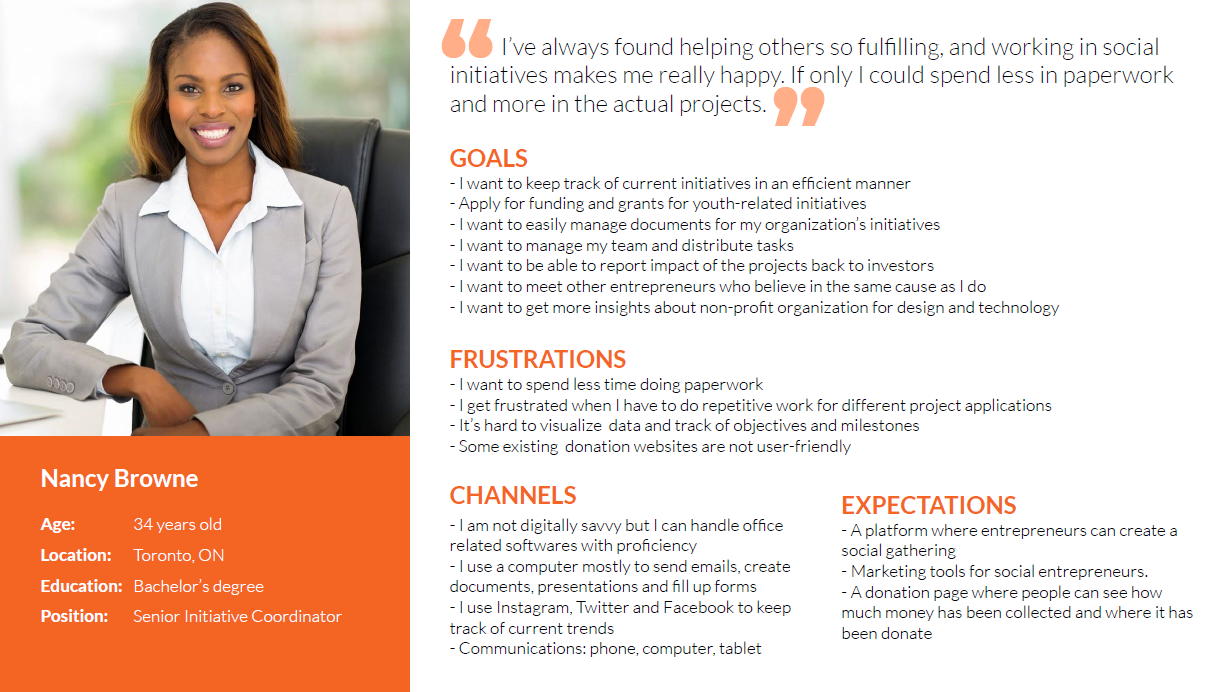 “ I’ve always found helping others so fulfilling, and working in social
initiatives makes me really happy. If only I could spend less in paperwork
and more in the actual projects. ”
GOALS
- I want to keep track of current initiatives in an efficient manner
- Apply for funding and grants for youth-related initiatives
- I want to easily manage documents for my organization’s initiatives
- I want to manage my team and distribute tasks
- I want to be able to report impact of the projects back to investors
- I want to meet other entrepreneurs who believe in the same cause as I do
- I want to get more insights about non-profit organization for design and technology
FRUSTRATIONS
- I want to spend less time doing paperwork
- I get frustrated when I have to do repetitive work for different project applications
- It’s hard to visualize  data and track of objectives and milestones
- Some existing  donation websites are not user-friendly
Nancy Browne
Age: 34 years old
Location: Toronto, ON
Education: Bachelor’s degree
Position: Senior Initiative Coordinator
CHANNELS
- I am not digitally savvy but I can handle office
related softwares with proficiency
- I use a computer mostly to send emails, create
documents, presentations and fill up forms
- I use Instagram, Twitter and Facebook to keep
track of current trends
- Communications: phone, computer, tablet
EXPECTATIONS
- A platform where entrepreneurs can create a
social gathering
- Marketing tools for social entrepreneurs.
- A donation page where people can see how
much money has been collected and where it has
been donate